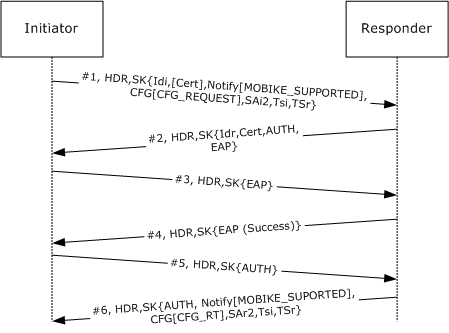 Initiator
Responder
#1, HDR,SK{Idi,[Cert],Notify[MOBIKE_SUPPORTED],
CFG[CFG_REQUEST],SAi2,Tsi,TSr}
#2, HDR,SK{Idr,Cert,AUTH,
EAP}
#3, HDR,SK{EAP}
#4, HDR,SK{EAP (Success)}
#5, HDR,SK{AUTH}
#6, HDR,SK{AUTH, Notify[MOBIKE_SUPORTED],
CFG[CFG_RT],SAr2,Tsi,TSr}